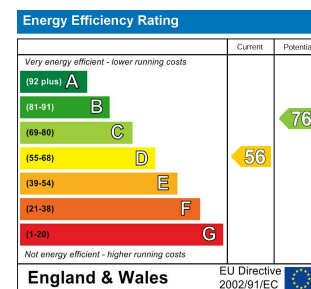 Energy Efficiency Rating
Current Potentia
Very energy efficient - lower running costs
(92 plus) A
(81-91) B
(69-80) C
76
(55-68) D
56
(39-54) E
(21-38) F
(1-20) G
Not energy efficient - higher running costs
England & Wales
EU Directive
2002/91/EC